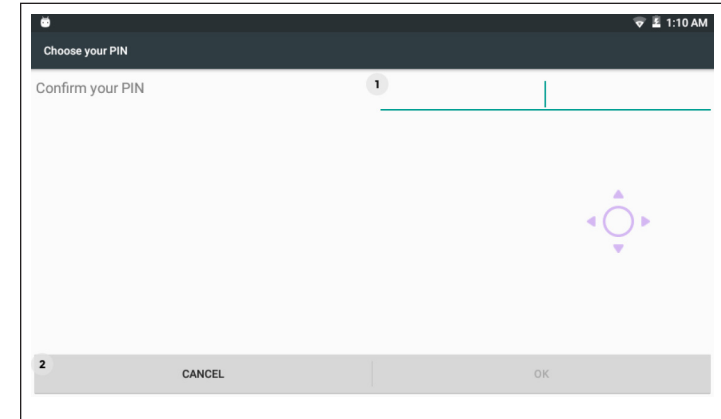 1:10 AM
Choose your PIN
Confirm your PIN
1
2
CANCEL
OK